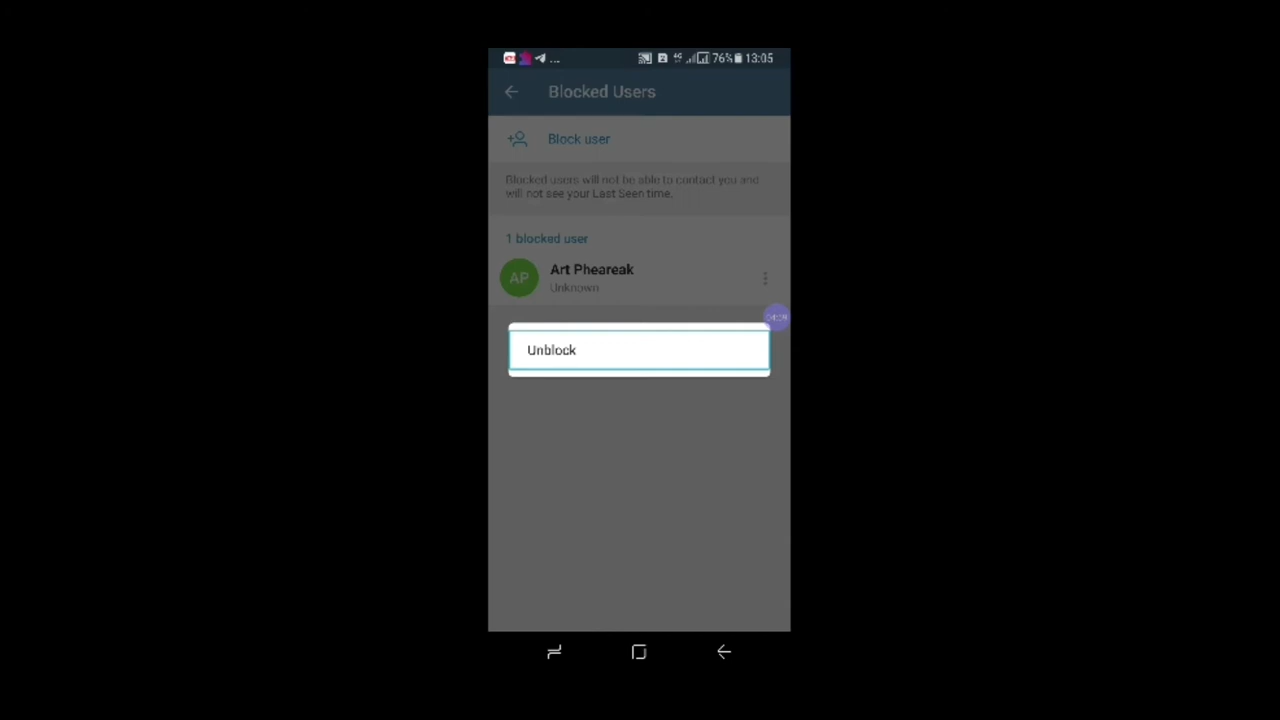 ... 76% 13:05
Blocked Users
Block user
Blocked users will not be able to contact you and
will not see your Last Seen time.
1 blocked user
AP Art Pheareak
Unknown
Unblock